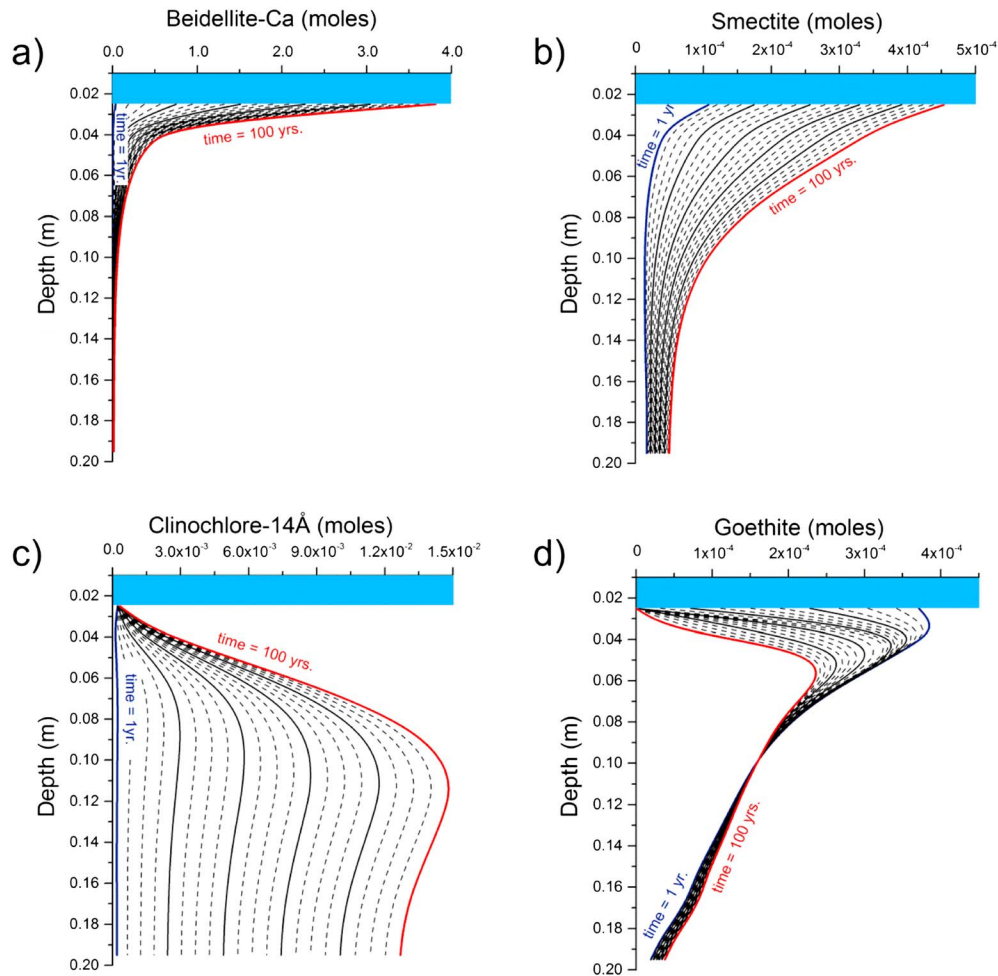 Beidellite-Ca (moles)
a)
0.0 1.0 2.0 3.0 4.0
0.02
0.04
0.06
0.08
0.10
0.12
0.14
0.16
0.18
0.20
Depth (m)
time = 1yr.
time = 100 yrs.
Smectite (moles)
b)
0 1x10-4 2x10-4 3x10-4 4x10-4 5x10-4
0.02
0.04
0.06
0.08
0.10
0.12
0.14
0.16
0.18
0.20
Depth (m)
time = 1 yr.
time = 100 yrs.
Clinochlore-14Å (moles)
c)
0.0 3.0x10-3 6.0x10-3 9.0x10-3 1.2x10-2 1.5x10-2
0.02
0.04
0.06
0.08
0.10
0.12
0.14
0.16
0.18
0.20
Depth (m)
time = 1yr.
time = 100 yrs.
Goethite (moles)
d)
0 1x10-4 2x10-4 3x10-4 4x10-4
0.02
0.04
0.06
0.08
0.10
0.12
0.14
0.16
0.18
0.20
Depth (m)
time = 1 yr.
time = 100 yrs.